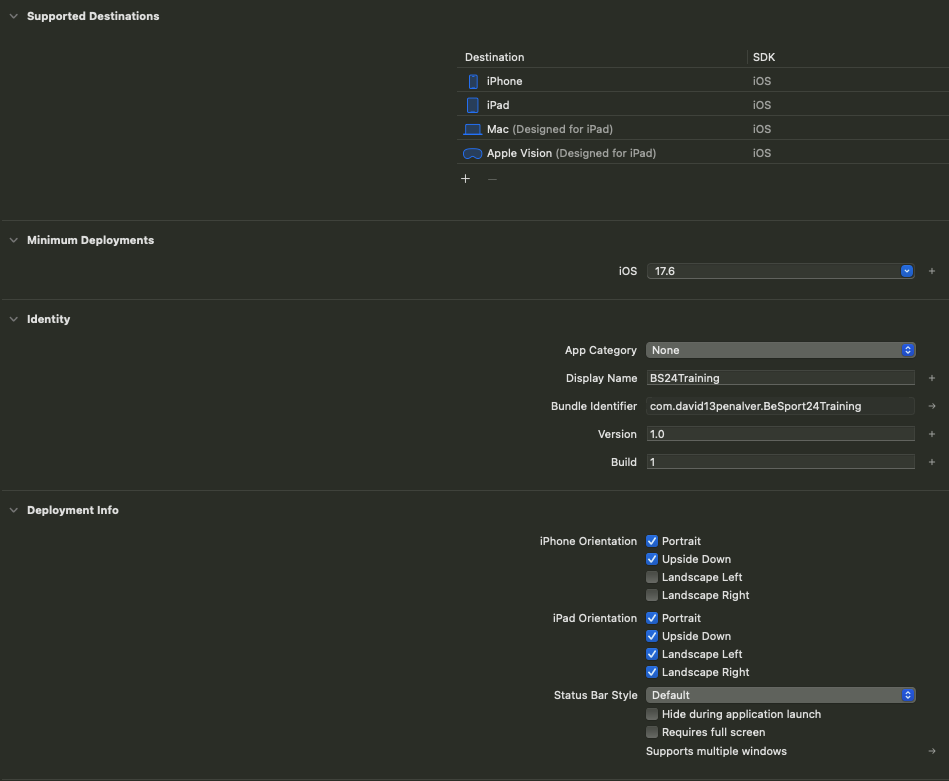 Supported Destinations
Destination SDK
iPhone iOS
iPad iOS
Mac (Designed for iPad) iOS
Apple Vision (Designed for iPad) iOS
Minimum Deployments
iOS 17.6
Identity
App Category None
Display Name BS24Training
Bundle Identifier com.david13penalver.BeSport24Training
Version 1.0
Build 1
Deployment Info
iPhone Orientation Portrait
Upside Down
Landscape Left
Landscape Right
iPad Orientation Portrait
Upside Down
Landscape Left
Landscape Right
Status Bar Style Default
Hide during application launch
Requires full screen
Supports multiple windows